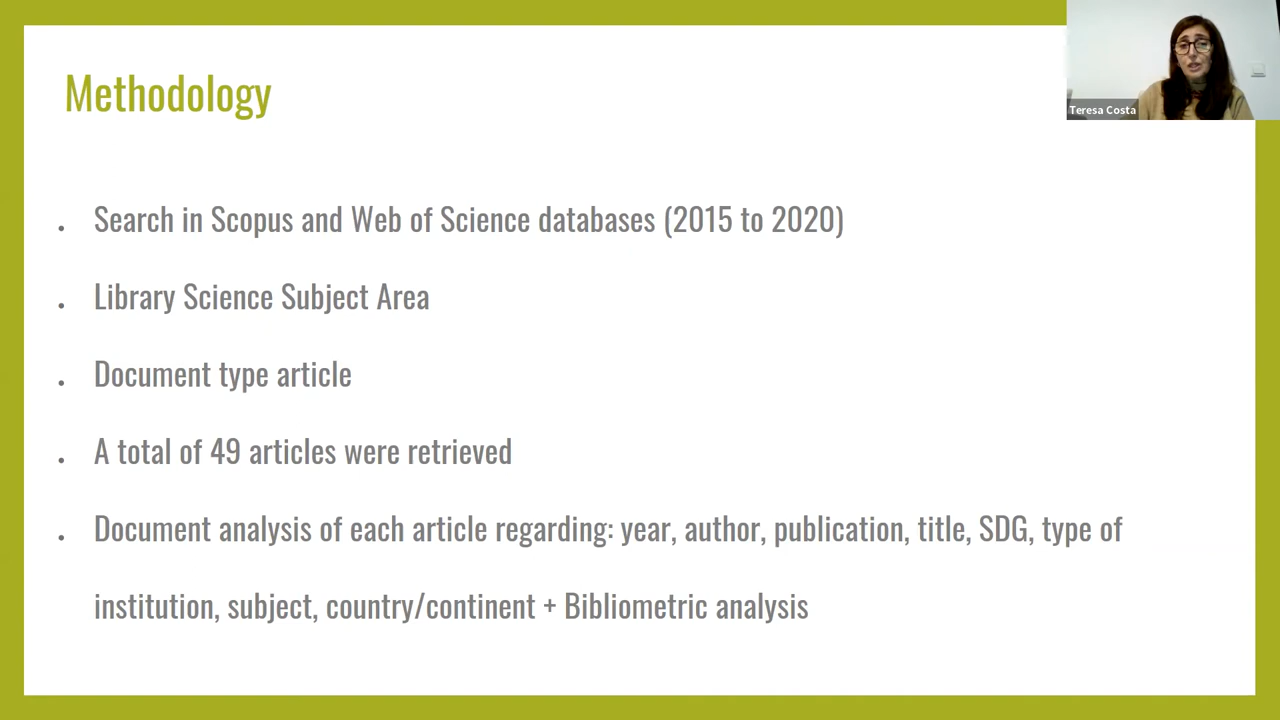 Methodology
Teresa Costa
. Search in Scopus and Web of Science databases (2015 to 2020)
. Library Science Subject Area
. Document type article
. A total of 49 articles were retrieved
. Document analysis of each article regarding: year, author, publication, title, SDG, type of
institution, subject, country/continent + Bibliometric analysis